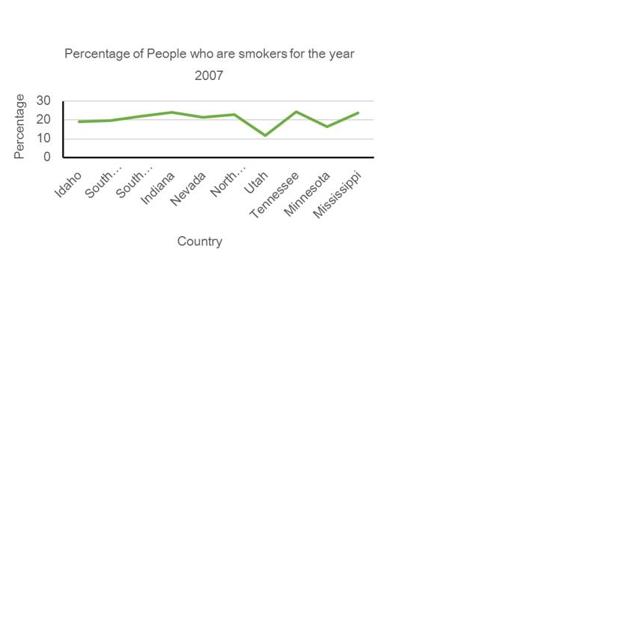 Percentage of People who are smokers for the year
2007
Percentage
30
20
10
0
Idaho
South...
South...
Indiana
Nevada
North...
Utah
Tennessee
Minnesota
Mississippi
Country